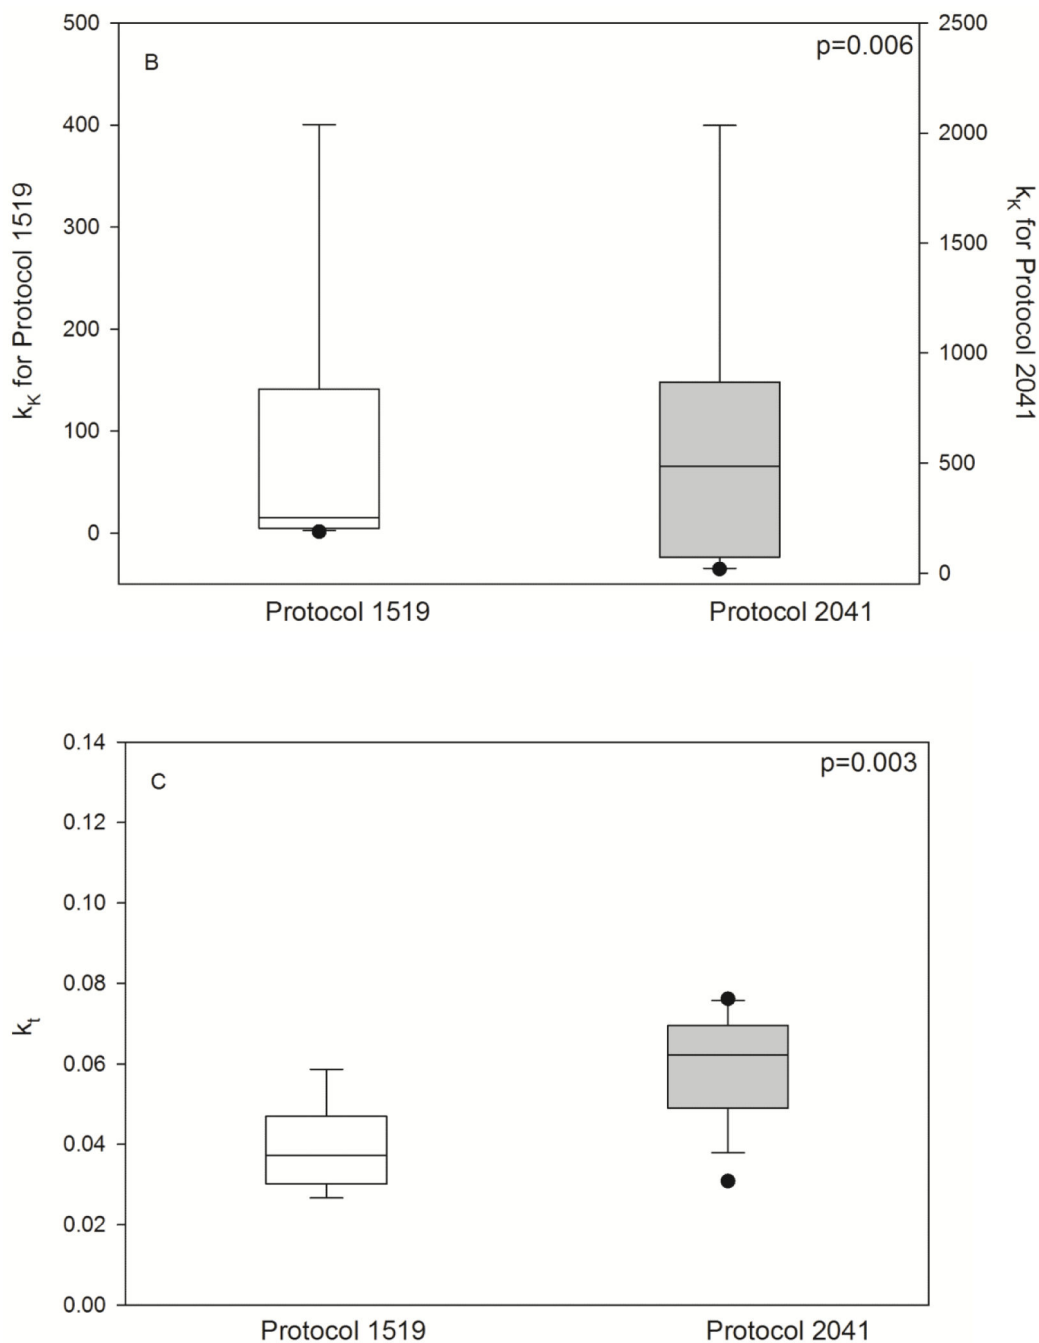 B
p=0.006
500
400
300
200
100
0
k_K for Protocol 1519
2500
2000
1500
1000
500
0
k_K for Protocol 2041
Protocol 1519
Protocol 2041
C
p=0.003
0.14
0.12
0.10
0.08
0.06
0.04
0.02
0.00
k_t
Protocol 1519
Protocol 2041